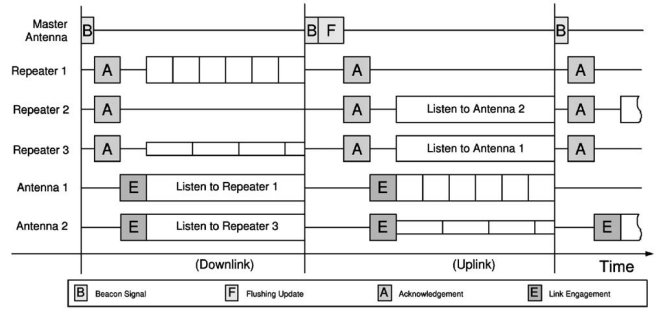 Master
Antenna
B
B F
B
Repeater 1
A
A
A
Repeater 2
A
A
Listen to Antenna 2
A
Repeater 3
A
A
Listen to Antenna 1
A
Antenna 1
E
Listen to Repeater 1
E
Antenna 2
E
Listen to Repeater 3
E
E
(Downlink)
(Uplink)
Time
B Beacon Signal
F Flushing Update
A Acknowledgement
E Link Engagement